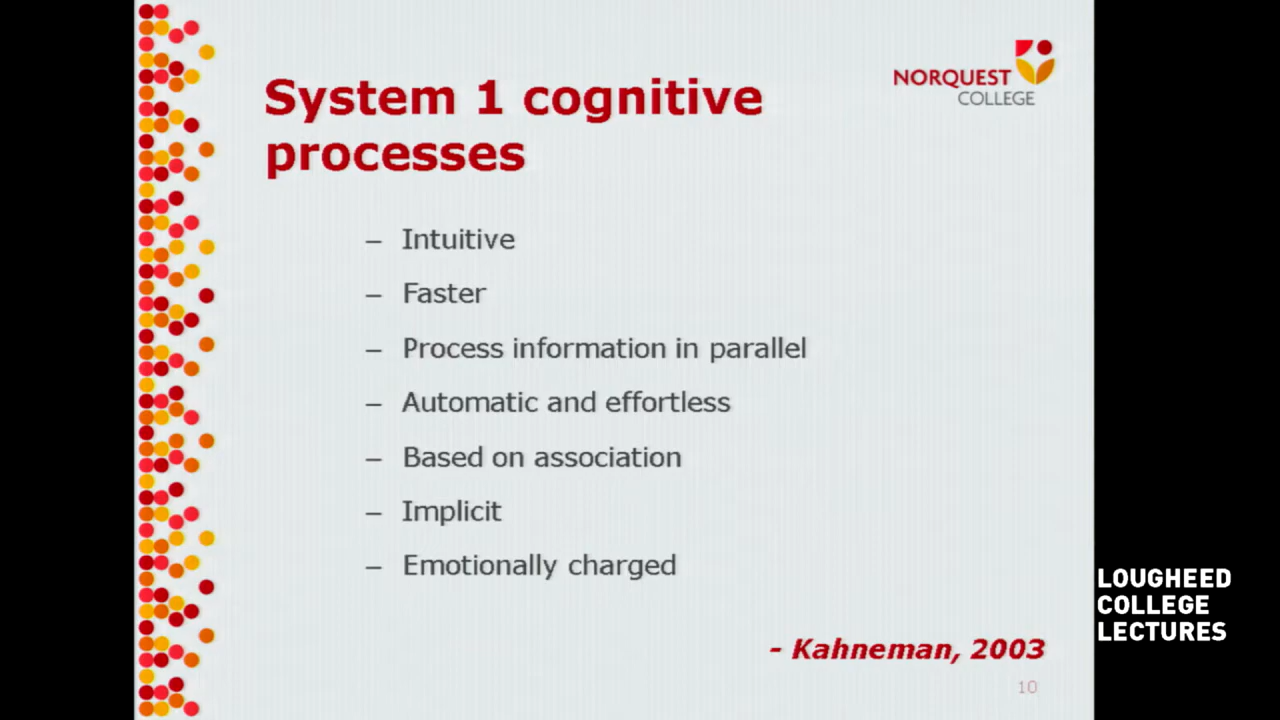 System 1 cognitive
processes
NORQUEST
COLLEGE
– Intuitive
– Faster
– Process information in parallel
– Automatic and effortless
– Based on association
– Implicit
– Emotionally charged
LOUGHEED
COLLEGE
LECTURES
- Kahneman, 2003
10